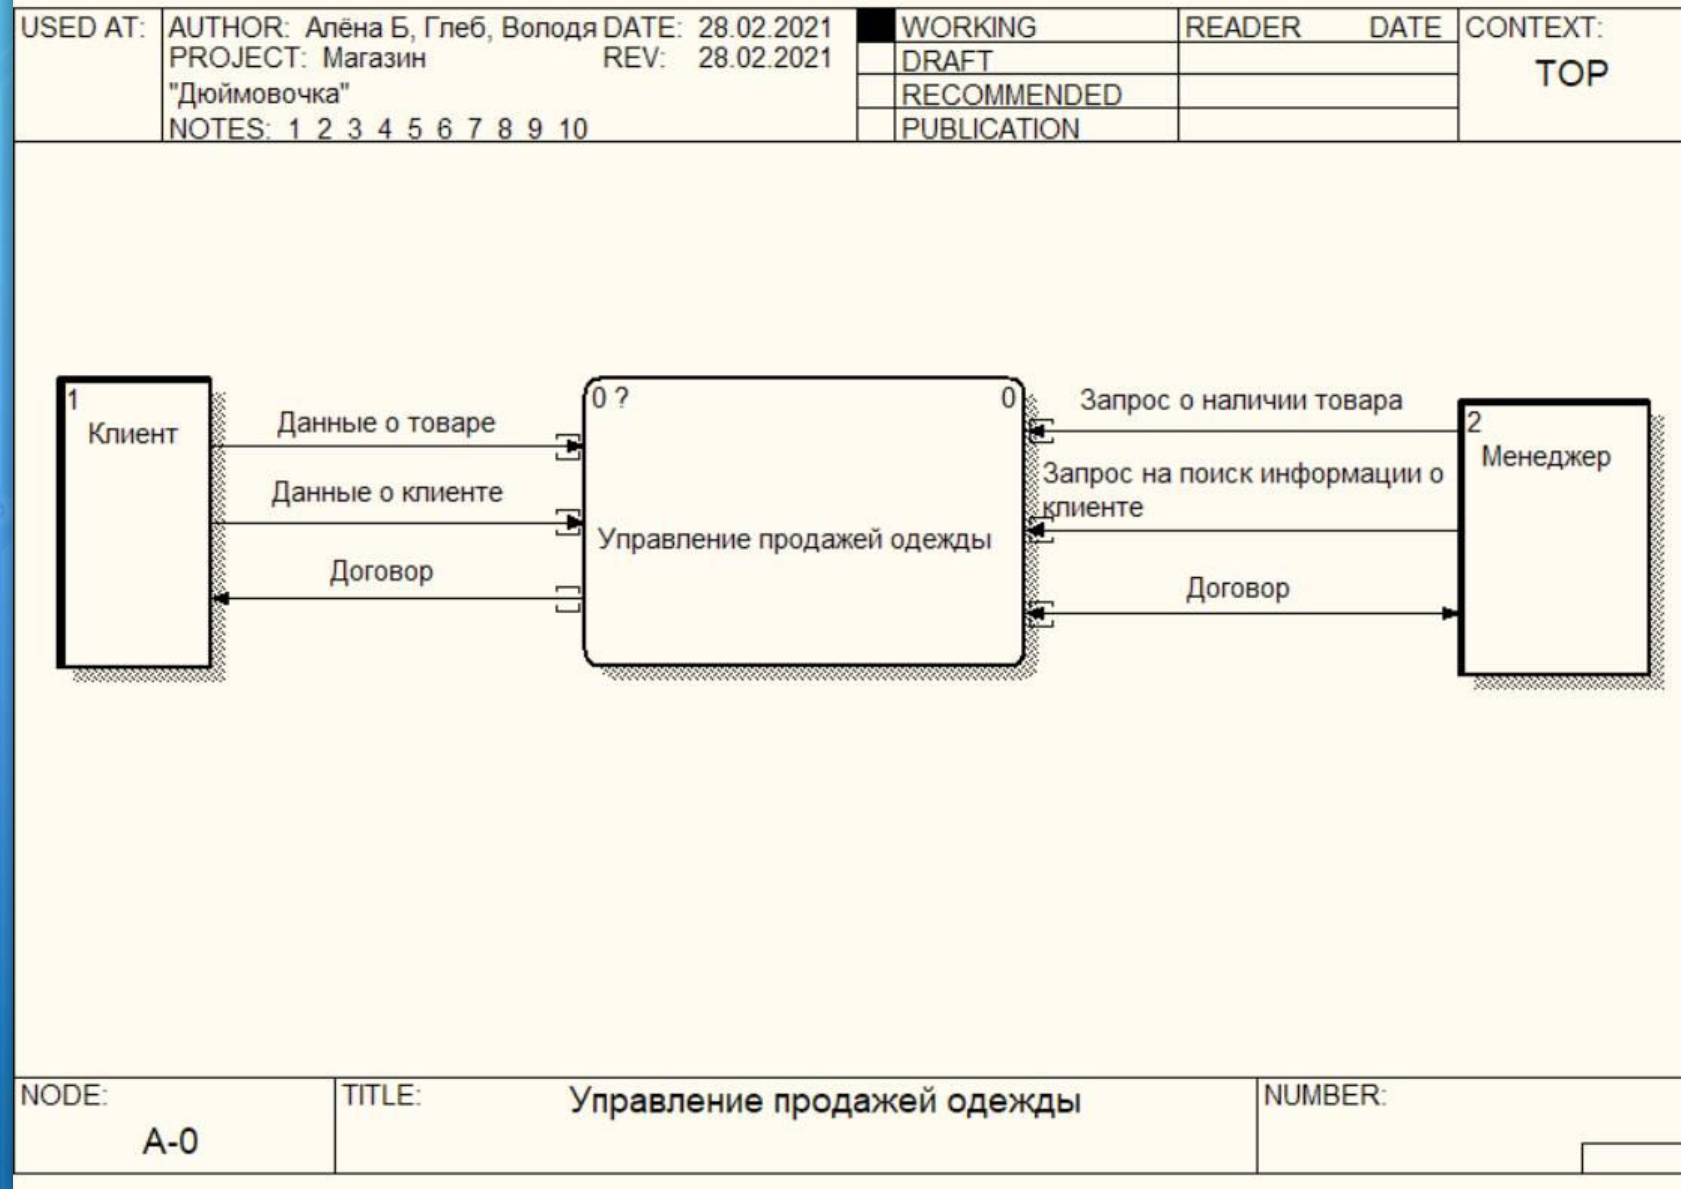 USED AT:
AUTHOR: Алёна Б, Глеб, Володя DATE: 28.02.2021
PROJECT: Магазин REV: 28.02.2021
"Дюймовочка"
NOTES: 1 2 3 4 5 6 7 8 9 10
WORKING
DRAFT
RECOMMENDED
PUBLICATION
READER DATE
CONTEXT:
TOP
1
Клиент
Данные о товаре
Данные о клиенте
Договор
0 ? 0
Управление продажей одежды
Запрос о наличии товара
Запрос на поиск информации о
клиенте
Договор
2
Менеджер
NODE:
A-0
TITLE: Управление продажей одежды
NUMBER: